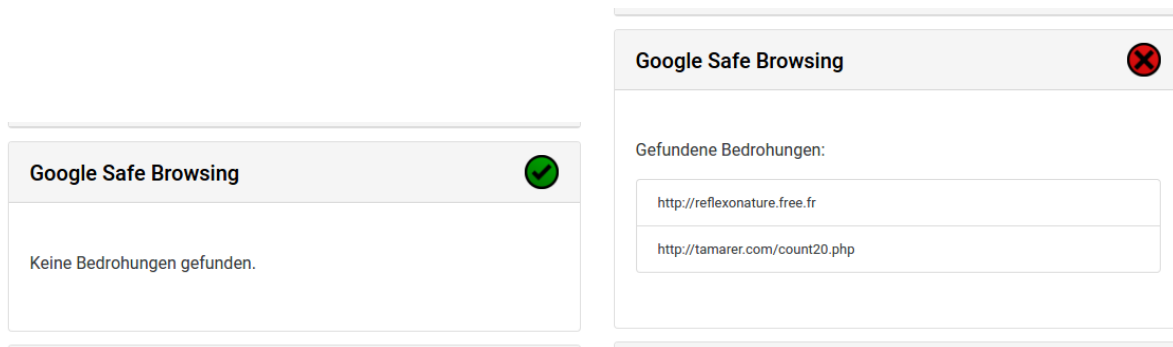 Google Safe Browsing
Keine Bedrohungen gefunden.
Google Safe Browsing
Gefundene Bedrohungen:
http://reflexonature.free.fr
http://tamarer.com/count20.php